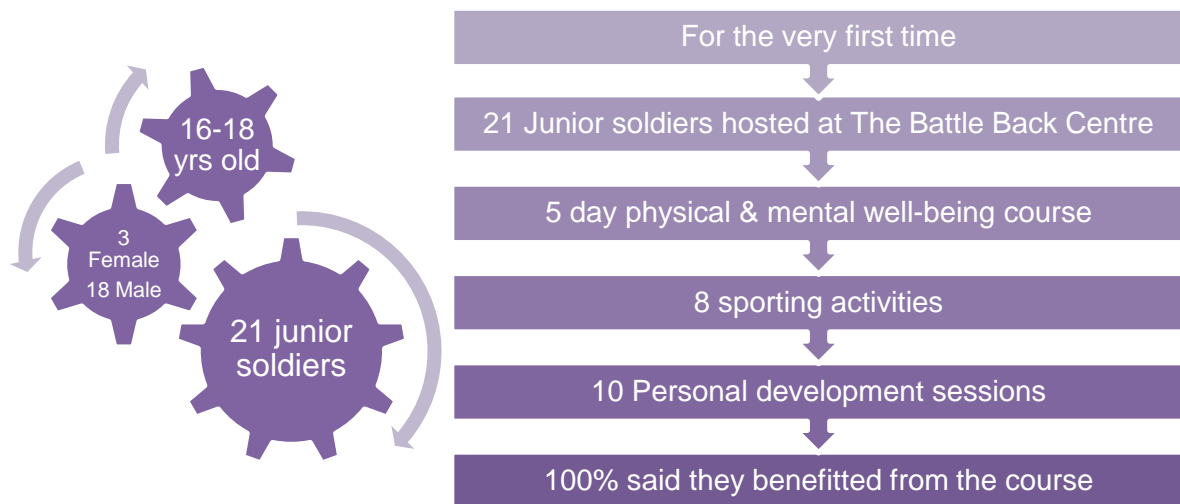 16-18
yrs old
3
Female
18 Male
21 junior
soldiers
For the very first time
21 Junior soldiers hosted at The Battle Back Centre
5 day physical & mental well-being course
8 sporting activities
10 Personal development sessions
100% said they benefitted from the course